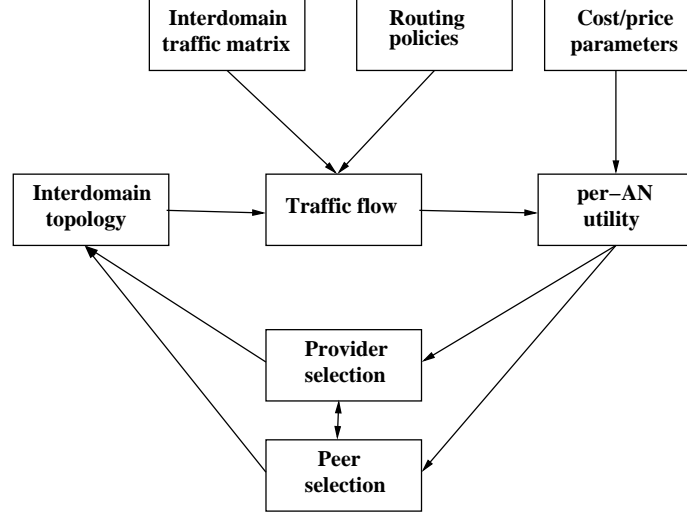 Interdomain
traffic matrix
Routing
policies
Cost/price
parameters
Interdomain
topology
Traffic flow
per−AN
utility
Provider
selection
Peer
selection